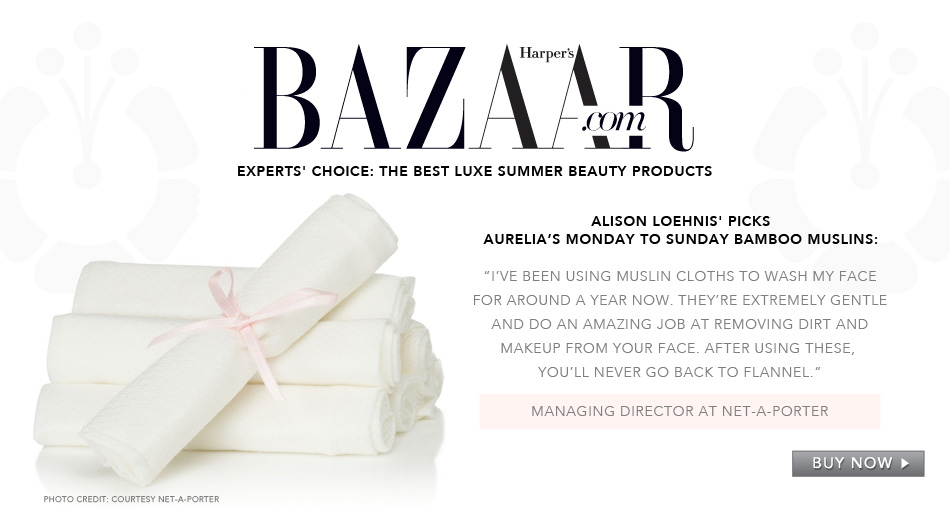 Harper's
BAZAAR
.com
EXPERTS' CHOICE: THE BEST LUXE SUMMER BEAUTY PRODUCTS
ALISON LOEHNIS' PICKS
AURELIA’S MONDAY TO SUNDAY BAMBOO MUSLINS:
“I’VE BEEN USING MUSLIN CLOTHS TO WASH MY FACE
FOR AROUND A YEAR NOW. THEY’RE EXTREMELY GENTLE
AND DO AN AMAZING JOB AT REMOVING DIRT AND
MAKEUP FROM YOUR FACE. AFTER USING THESE,
YOU’LL NEVER GO BACK TO FLANNEL.”
MANAGING DIRECTOR AT NET-A-PORTER
BUY NOW
PHOTO CREDIT: COURTESY NET-A-PORTER